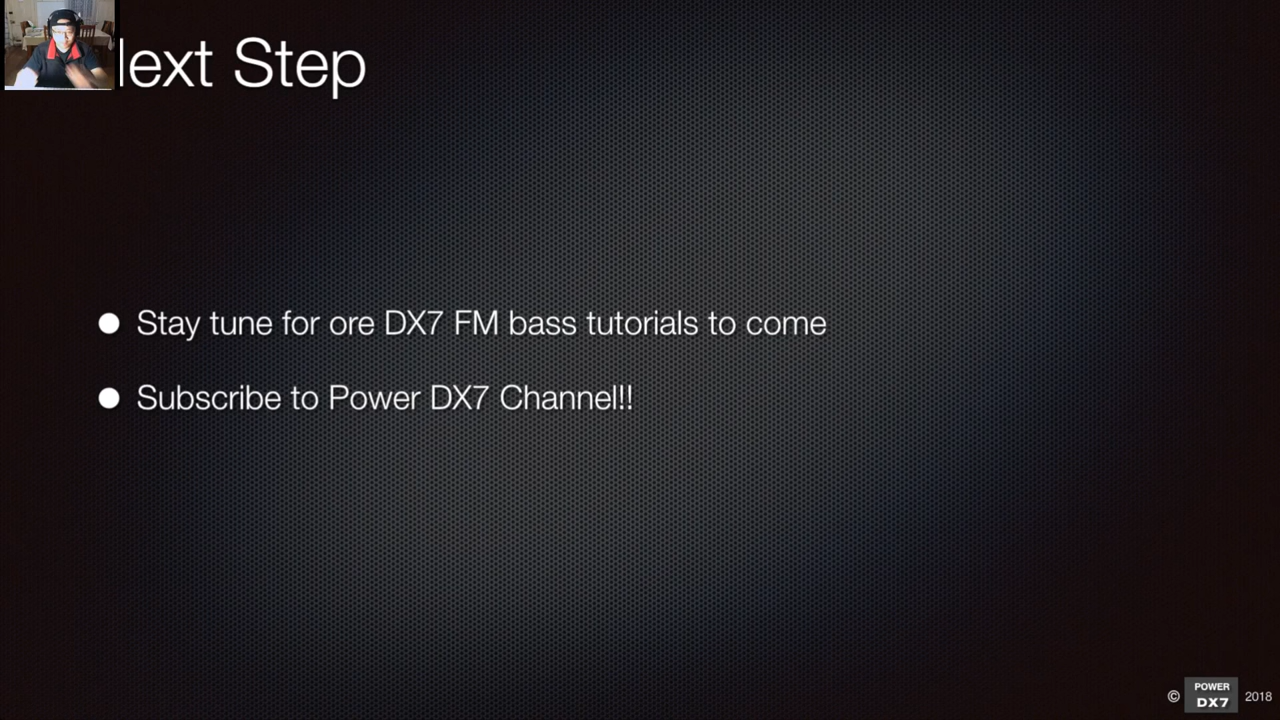 ext Step
Stay tune for ore DX7 FM bass tutorials to come
Subscribe to Power DX7 Channel!!
© POWER DX7 2018